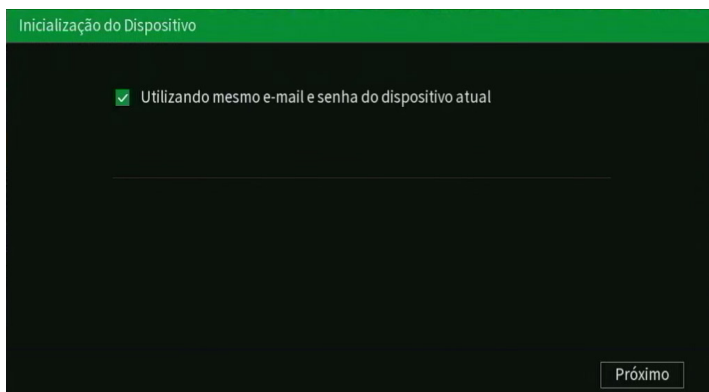 Inicialização do Dispositivo
Utilizando mesmo e-mail e senha do dispositivo atual
Próximo